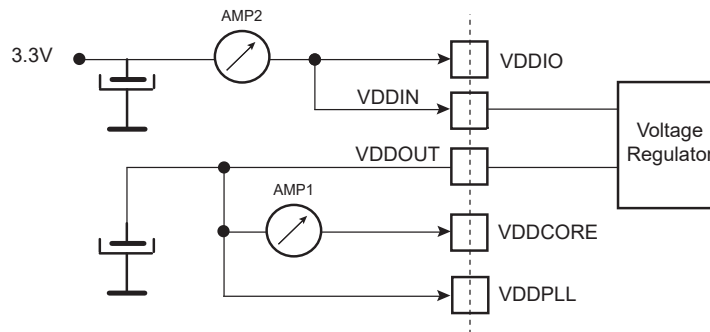 AMP2
3.3V
VDDIO
VDDIN
Voltage
Regulator
VDDOUT
AMP1
VDDCORE
VDDPLL